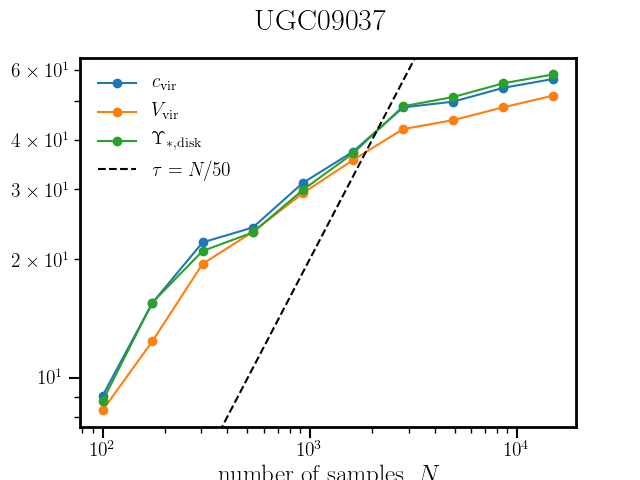 UGC09037
6 × 10¹
4 × 10¹
3 × 10¹
2 × 10¹
10¹
c_vir
V_vir
Υ_*,disk
τ = N/50
10² 10³ 10⁴
number of samples, N